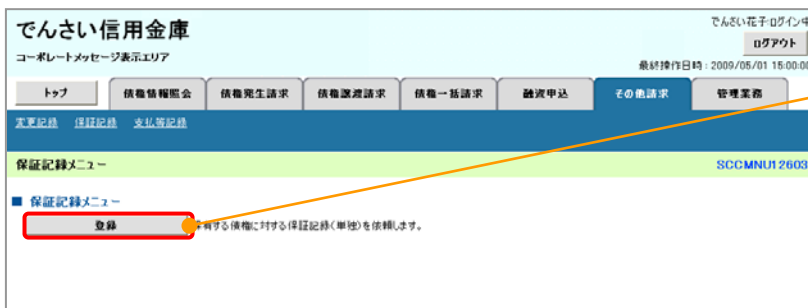 でんさい信用金庫
でんさい花子:ログイン中
コーポレートメッセージ表示エリア
ログアウト
最終操作日時:2009/05/01 15:00:00
トップ 債権情報照会 債権発生請求 債権譲渡請求 債権一括請求 融資申込 その他請求 管理業務
変更記録 保証記録 支払等記録
保証記録メニュー SCCMNU12603
■ 保証記録メニュー
登録 保有する債権に対する保証記録(単独)を依頼します。